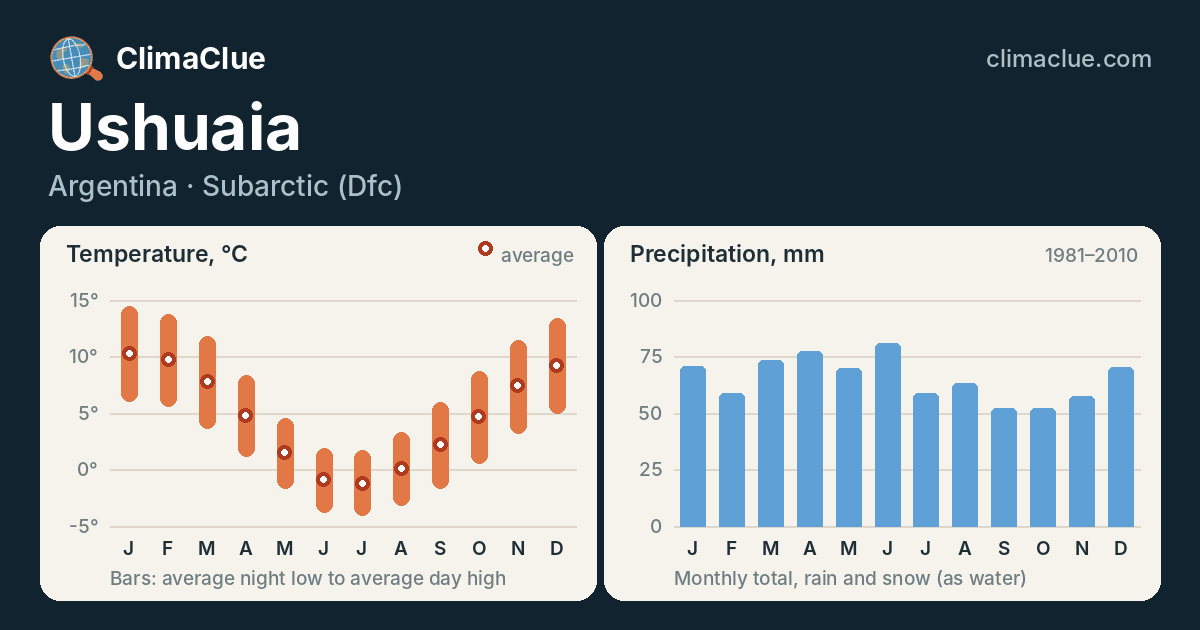 ClimaClue
climaclue.com
Ushuaia
Argentina · Subarctic (Dfc)
Temperature, °C
average
15°
10°
5°
0°
-5°
J F M A M J J A S O N D
Bars: average night low to average day high
Precipitation, mm
1981–2010
100
75
50
25
0
J F M A M J J A S O N D
Monthly total, rain and snow (as water)